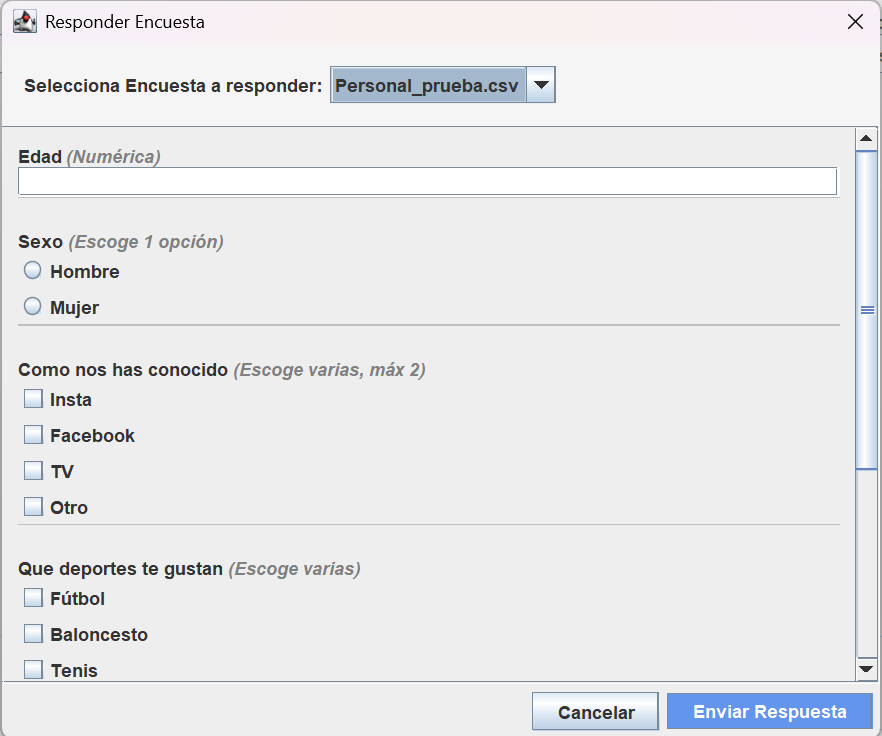 Responder Encuesta
Selecciona Encuesta a responder: Personal_prueba.csv
Edad (Numérica)
Sexo (Escoge 1 opción)
Hombre
Mujer
Como nos has conocido (Escoge varias, máx 2)
Insta
Facebook
TV
Otro
Que deportes te gustan (Escoge varias)
Fútbol
Baloncesto
Tenis
Cancelar Enviar Respuesta